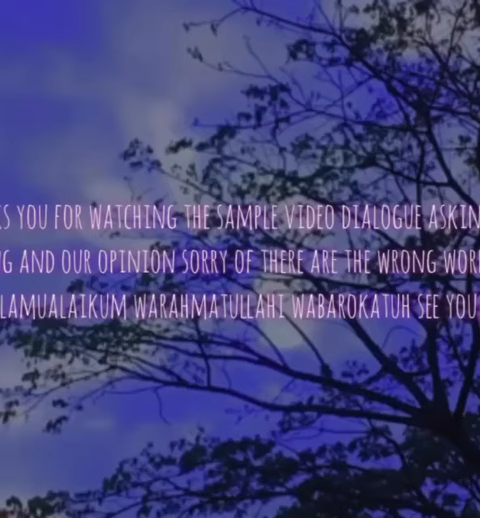 YOU FOR WATCHING THE SAMPLE VIDEO DIALOGUE
AND OUR OPINION SORRY OF THERE ARE THE WRONG
WARAHMATULLAHI WABAROKATUH SEE YOU